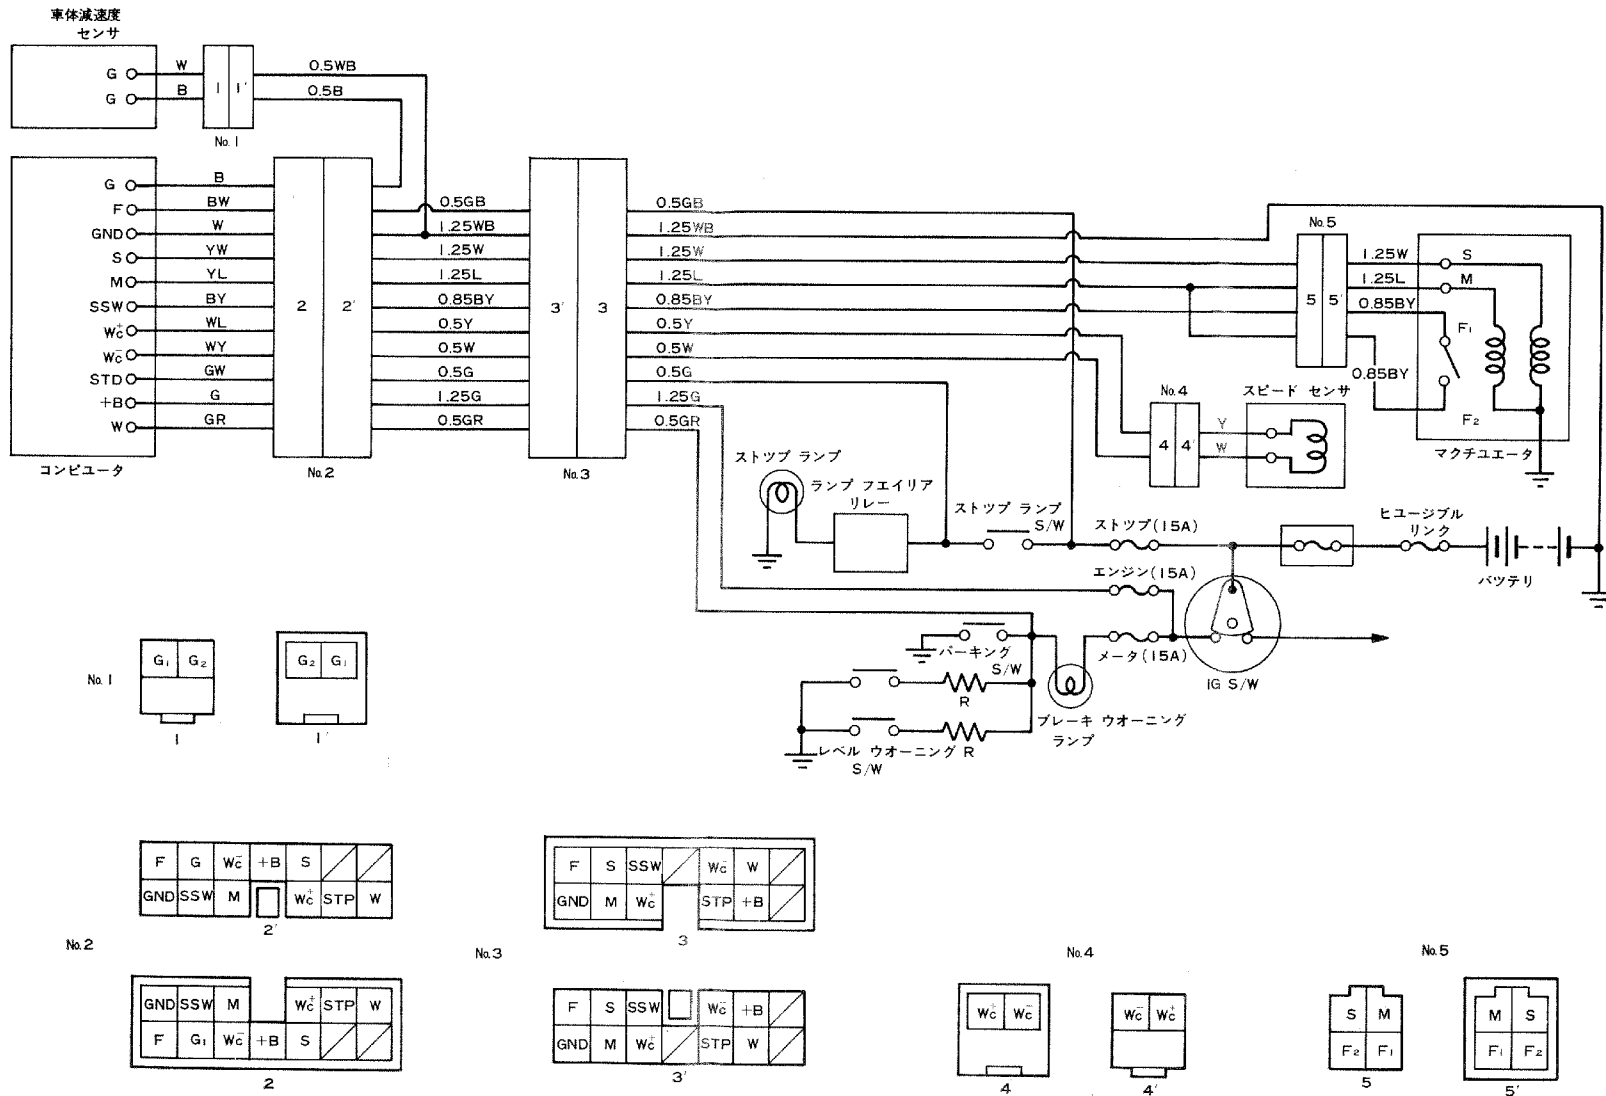 車体減速度
センサ
G W 0.5WB
G B 1 1' 0.5B
No.1
G B
F BW 0.5GB 0.5GB
GND W 1.25WB 1.25WB
S YW 1.25W 1.25W
M YL 1.25L 1.25L
SSW BY 0.85BY 0.85BY
Wc+ WL 0.5Y 0.5Y
Wc- WY 0.5W 0.5W
STD GW 0.5G 0.5G
+B G 1.25G 1.25G
W GR 0.5GR 0.5GR
2 2' 3' 3
コンピュータ
No.2
No.3
No.5
5 5'
1.25W S
1.25L M
0.85BY
F1
0.85BY
F2
マクチユエータ
No.4
4 4'
Y
W
スピード センサ
ストツプ ランプ
ランプ フエイリア
リレー
ストツプ ランプ
S/W
ストツプ(15A)
ヒユージブル
リンク
バツテリ
エンジン(15A)
メータ(15A)
iG S/W
パーキング
S/W
R
ブレーキ ウオーニング
ランプ
レベル ウオーニング R
S/W
No.1
G1 G2
1
G2 G1
1'
No.2
F G Wc- +B S
GND SSW M Wc+ STP W
2'
GND SSW M Wc+ STP W
F G1 Wc- +B S
2
No.3
F S SSW Wc- W
GND M Wc+ STP +B
3
F S SSW Wc- +B
GND M Wc+ STP W
3'
No.4
Wc+ Wc-
4
Wc- Wc+
4'
No.5
S M
F2 F1
5
M S
F1 F2
5'